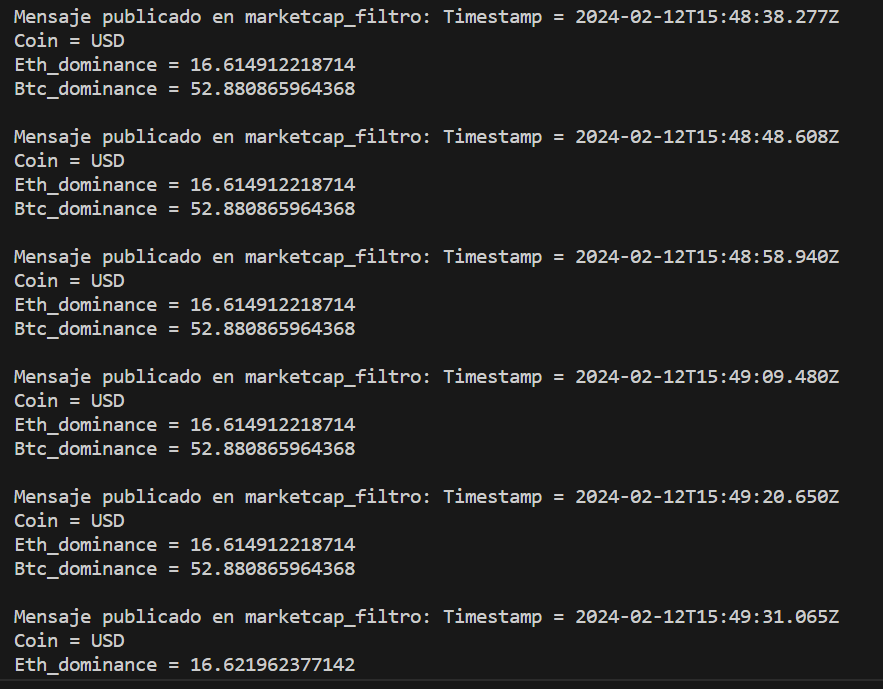 Mensaje publicado en marketcap_filtro: Timestamp = 2024-02-12T15:48:38.277Z
Coin = USD
Eth_dominance = 16.614912218714
Btc_dominance = 52.880865964368
Mensaje publicado en marketcap_filtro: Timestamp = 2024-02-12T15:48:48.608Z
Coin = USD
Eth_dominance = 16.614912218714
Btc_dominance = 52.880865964368
Mensaje publicado en marketcap_filtro: Timestamp = 2024-02-12T15:48:58.940Z
Coin = USD
Eth_dominance = 16.614912218714
Btc_dominance = 52.880865964368
Mensaje publicado en marketcap_filtro: Timestamp = 2024-02-12T15:49:09.480Z
Coin = USD
Eth_dominance = 16.614912218714
Btc_dominance = 52.880865964368
Mensaje publicado en marketcap_filtro: Timestamp = 2024-02-12T15:49:20.650Z
Coin = USD
Eth_dominance = 16.614912218714
Btc_dominance = 52.880865964368
Mensaje publicado en marketcap_filtro: Timestamp = 2024-02-12T15:49:31.065Z
Coin = USD
Eth_dominance = 16.621962377142